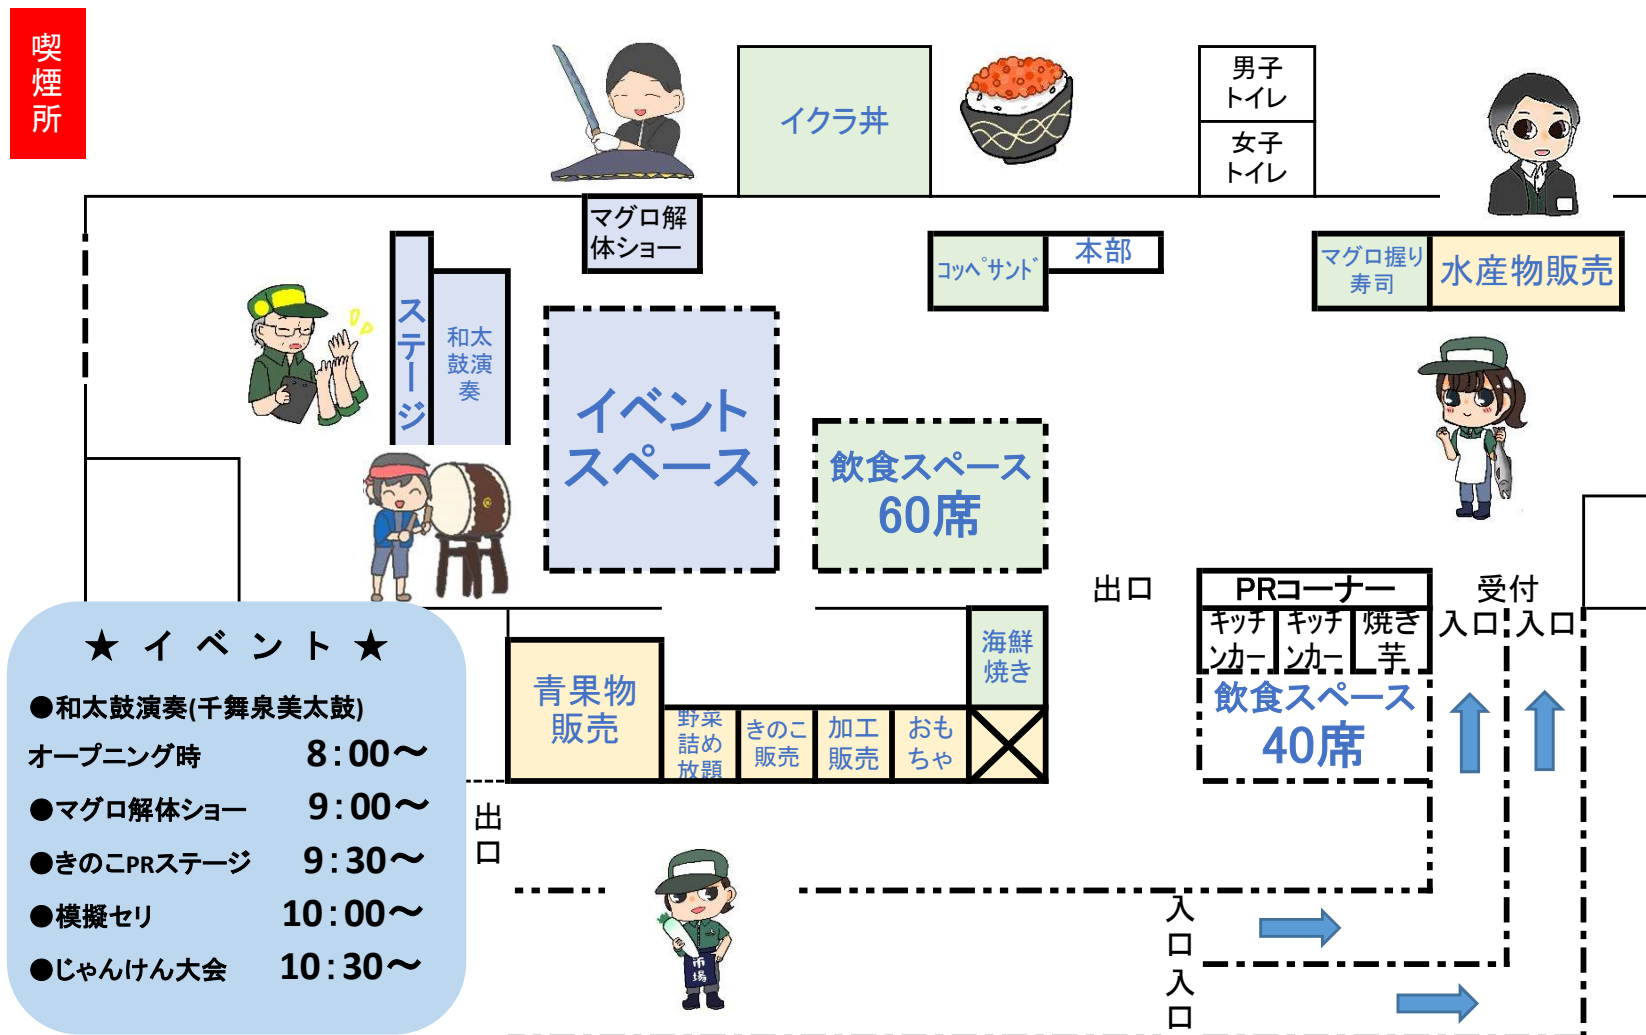 喫煙所
イクラ丼
男子
トイレ
女子
トイレ
マグロ解
体ショー
コッペサンド
本部
マグロ握り
寿司
水産物販売
ステージ
和太
鼓演
奏
イベント
スペース
飲食スペース
60席
出口
PRコーナー
キッチ
ンカー
キッチ
ンカー
焼き
芋
受付
入口
入口
飲食スペース
40席
海鮮
焼き
青果物
販売
野菜
詰め
放題
きのこ
販売
加工
販売
おも
ちゃ
出口
入口
入口
市場
★イベント★
●和太鼓演奏(千舞泉美太鼓)
オープニング時 8:00～
●マグロ解体ショー 9:00～
●きのこPRステージ 9:30～
●模擬セリ 10:00～
●じゃんけん大会 10:30～